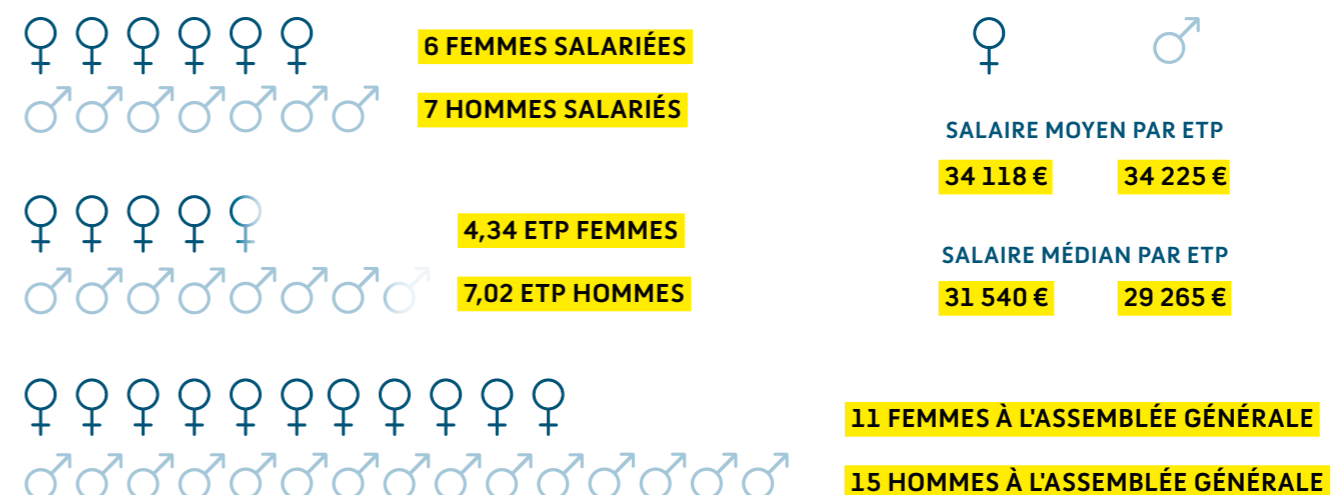 6 FEMMES SALARIÉES
7 HOMMES SALARIÉS
4,34 ETP FEMMES
7,02 ETP HOMMES
SALAIRE MOYEN PAR ETP
34 118 € 34 225 €
SALAIRE MÉDIAN PAR ETP
31 540 € 29 265 €
11 FEMMES À L'ASSEMBLÉE GÉNÉRALE
15 HOMMES À L'ASSEMBLÉE GÉNÉRALE